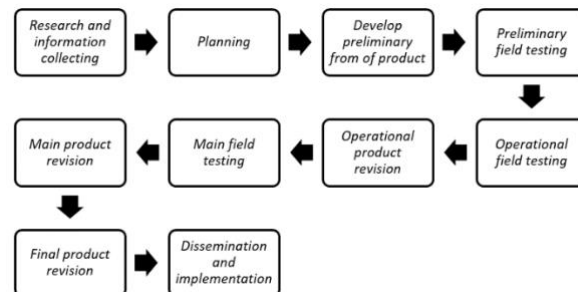 Research and
information
collecting
Planning
Develop
preliminary
from of product
Preliminary
field testing
Operational
field testing
Operational
product
revision
Main field
testing
Main product
revision
Final product
revision
Dissemination
and
implementation